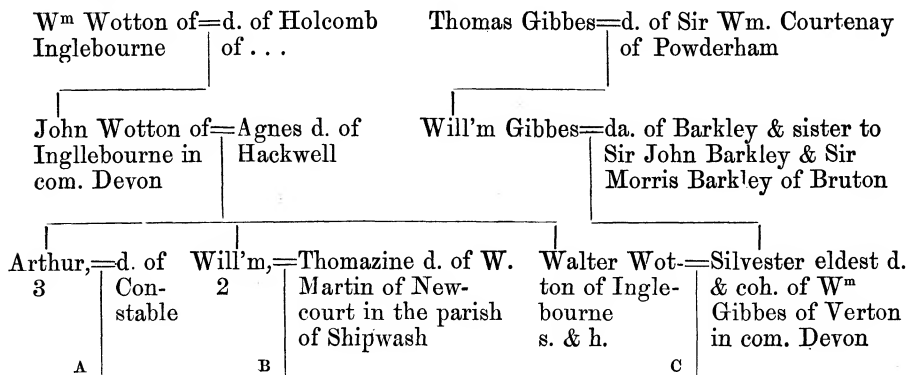 Wᵐ Wotton of=d. of Holcomb
Inglebourne of . . .
Thomas Gibbes=d. of Sir Wm. Courtenay
of Powderham
John Wotton of=Agnes d. of
Ingllebourne in Hackwell
com. Devon
Will'm Gibbes=da. of Barkley & sister to
Sir John Barkley & Sir
Morris Barkley of Bruton
Arthur,=d. of
3 Con-
stable
A
Will'm,=Thomazine d. of W.
2 Martin of New-
court in the parish
of Shipwash
B
Walter Wot-=Silvester eldest d.
ton of Ingle- & coh. of Wᵐ
bourne Gibbes of Verton
s. & h. in com. Devon
C